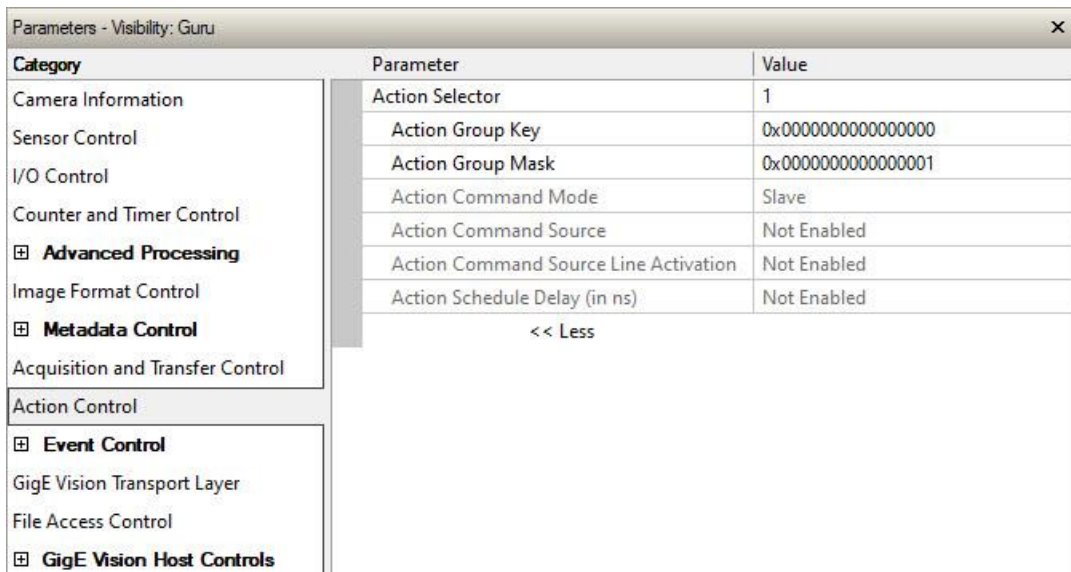 Parameters - Visibility: Guru ×
Category Parameter Value
Camera Information Action Selector 1
Sensor Control Action Group Key 0x0000000000000000
I/O Control Action Group Mask 0x0000000000000001
Counter and Timer Control Action Command Mode Slave
Advanced Processing Action Command Source Not Enabled
Image Format Control Action Command Source Line Activation Not Enabled
Metadata Control Action Schedule Delay (in ns) Not Enabled
Acquisition and Transfer Control << Less
Action Control
Event Control
GigE Vision Transport Layer
File Access Control
GigE Vision Host Controls